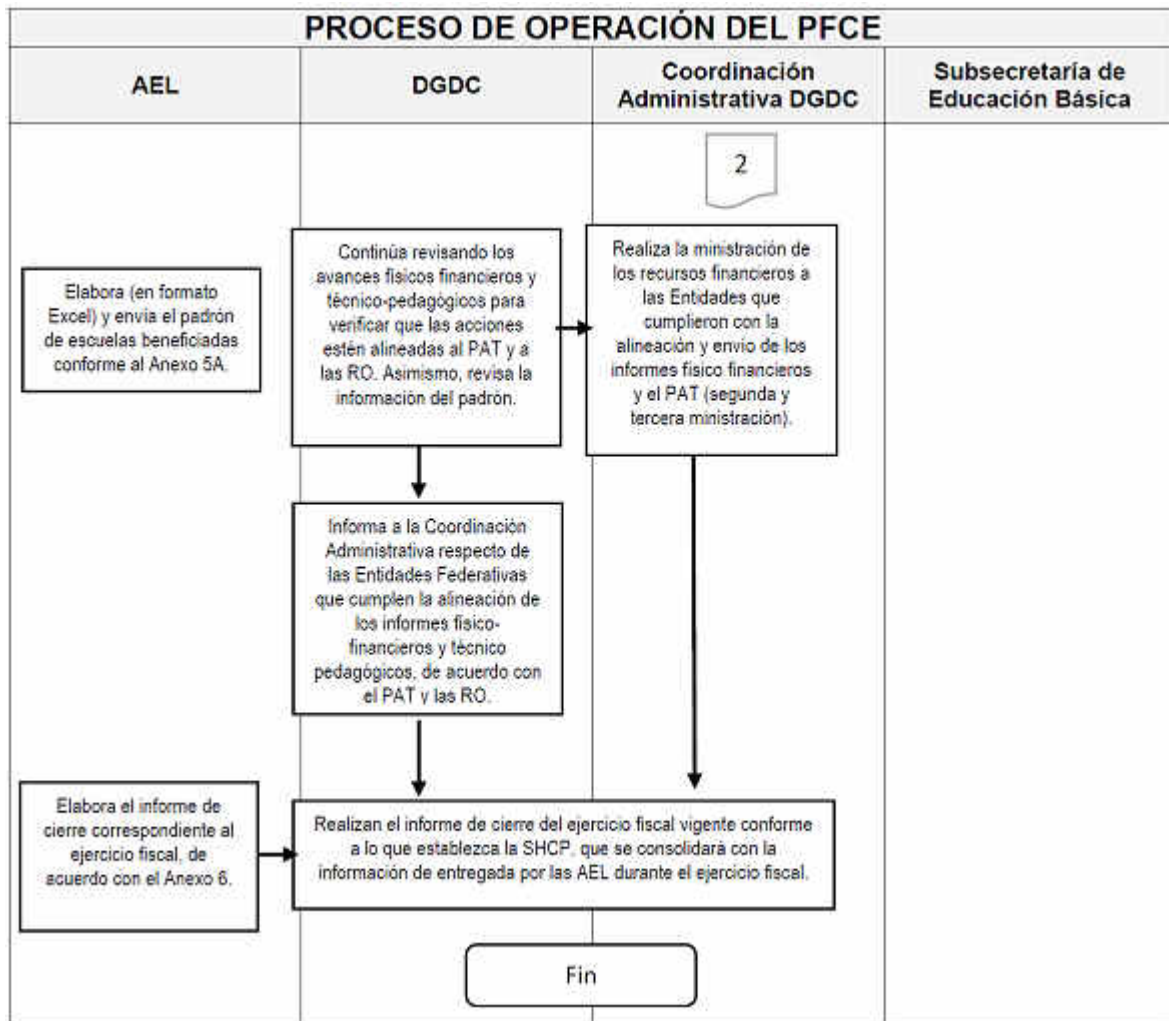 PROCESO DE OPERACIÓN DEL PFCE
AEL
DGDC
Coordinación
Administrativa DGDC
Subsecretaría de
Educación Básica
2
Elabora (en formato
Excel) y envía el padrón
de escuelas beneficiadas
conforme al Anexo 5A.
Continúa revisando los
avances físicos financieros y
técnico-pedagógicos para
verificar que las acciones
estén alineadas al PAT y a
las RO. Asimismo, revisa la
información del padrón.
Realiza la ministración de
los recursos financieros a
las Entidades que
cumplieron con la
alineación y envío de los
informes físico financieros
y el PAT (segunda y
tercera ministración).
Informa a la Coordinación
Administrativa respecto de
las Entidades Federativas
que cumplen la alineación de
los informes físico-
financieros y técnico
pedagógicos, de acuerdo con
el PAT y las RO.
Elabora el informe de
cierre correspondiente al
ejercicio fiscal, de
acuerdo con el Anexo 6.
Realizan el informe de cierre del ejercicio fiscal vigente conforme
a lo que establezca la SHCP, que se consolidará con la
información de entregada por las AEL durante el ejercicio fiscal.
Fin